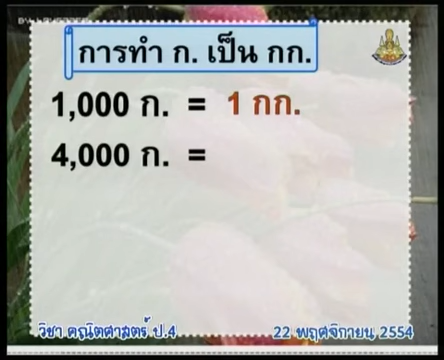 การทำ ก. เป็น กก.
1,000 ก. = 1 กก.
4,000 ก. =
วิชา คณิตศาสตร์ ป.4
22 พฤศจิกายน 2554